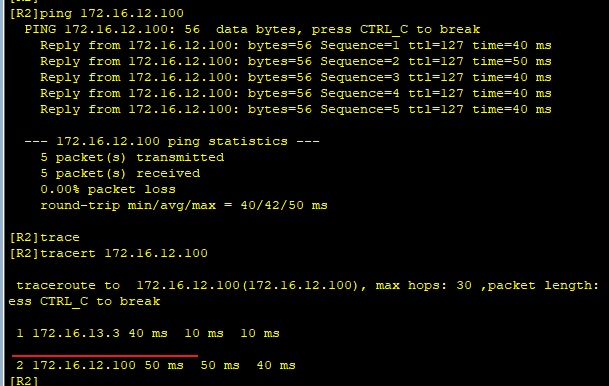 [R2]ping 172.16.12.100
PING 172.16.12.100: 56  data bytes, press CTRL_C to break
Reply from 172.16.12.100: bytes=56 Sequence=1 ttl=127 time=40 ms
Reply from 172.16.12.100: bytes=56 Sequence=2 ttl=127 time=50 ms
Reply from 172.16.12.100: bytes=56 Sequence=3 ttl=127 time=40 ms
Reply from 172.16.12.100: bytes=56 Sequence=4 ttl=127 time=40 ms
Reply from 172.16.12.100: bytes=56 Sequence=5 ttl=127 time=40 ms
--- 172.16.12.100 ping statistics ---
5 packet(s) transmitted
5 packet(s) received
0.00% packet loss
round-trip min/avg/max = 40/42/50 ms
[R2]trace
[R2]tracert 172.16.12.100
traceroute to  172.16.12.100(172.16.12.100), max hops: 30 ,packet length:
ess CTRL_C to break
1 172.16.13.3 40 ms  10 ms  10 ms
2 172.16.12.100 50 ms  50 ms  40 ms
[R2]